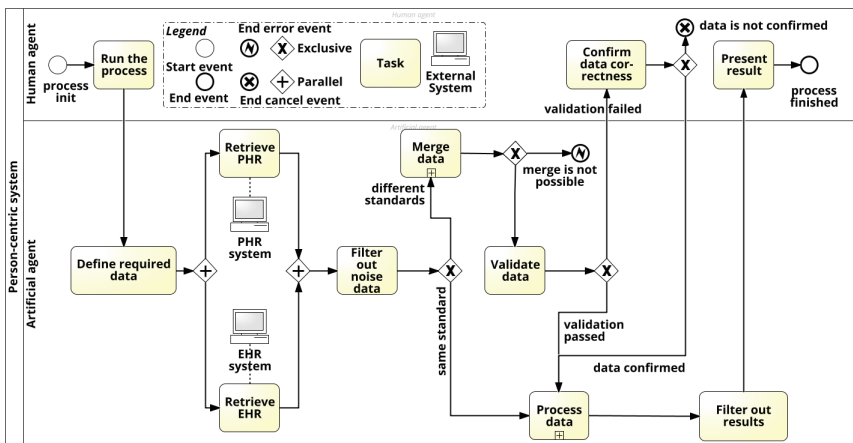 Human agent
Person-centric system
Human agent
process
init
Run the
process
Legend
Start event
End event
End error event
Exclusive
Parallel
End cancel event
Task
External
System
Confirm
data cor-
rectness
data is not confirmed
Present
result
process
finished
validation failed
Artificial agent
Artificial agent
Retrieve
PHR
PHR
system
Define required
data
EHR
system
Retrieve
EHR
Filter
out
noise
data
different
standards
same standard
Merge
data
merge is not
possible
Validate
data
validation
passed
data confirmed
Process
data
Filter out
results